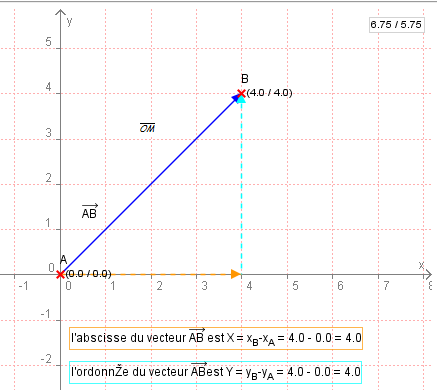 y
6.75 / 5.75
5
B
4
(4.0 / 4.0)
OM
3
2
AB
1
A
x
(0.0 / 0.0)
0
-1 0 1 2 3 4 5 6 7 8
-1
l'abscisse du vecteur AB est X = xB-xA = 4.0 - 0.0 = 4.0
-2
l'ordonnŽe du vecteur ABest Y = yB-yA = 4.0 - 0.0 = 4.0